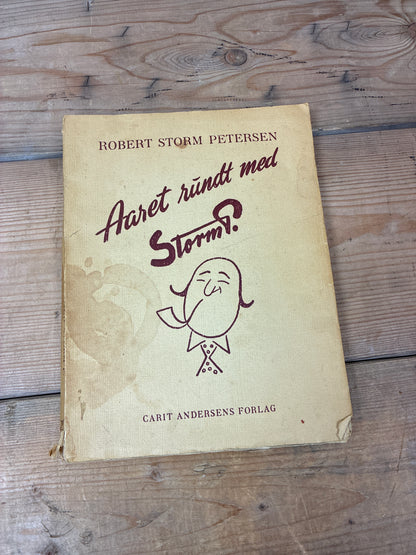 ROBERT STORM PETERSEN
Aaret rundt med
Storm P.
CARIT ANDERSENS FORLAG